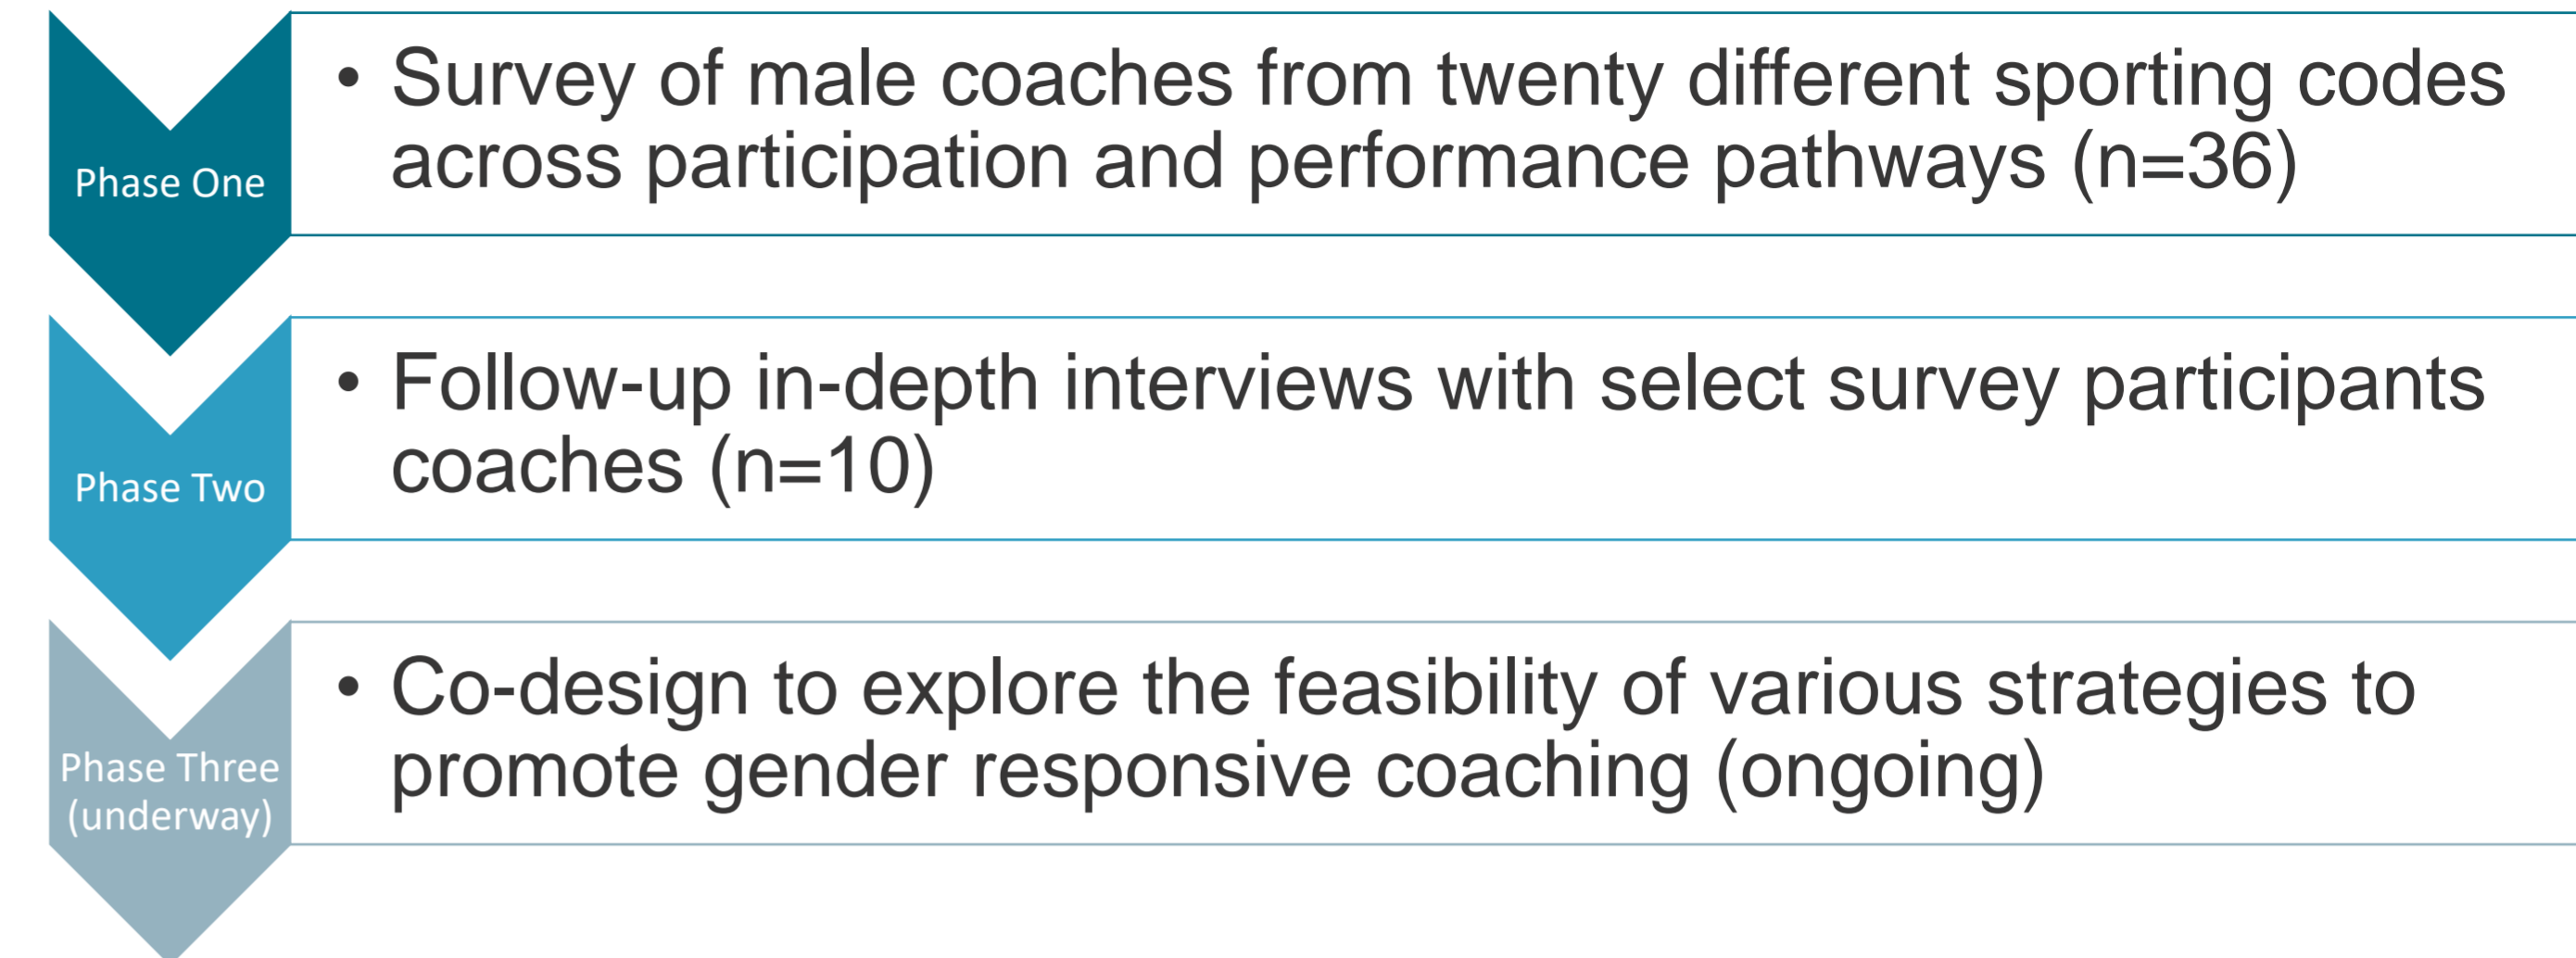 Phase One
• Survey of male coaches from twenty different sporting codes
across participation and performance pathways (n=36)
Phase Two
• Follow-up in-depth interviews with select survey participants
coaches (n=10)
Phase Three
(underway)
• Co-design to explore the feasibility of various strategies to
promote gender responsive coaching (ongoing)